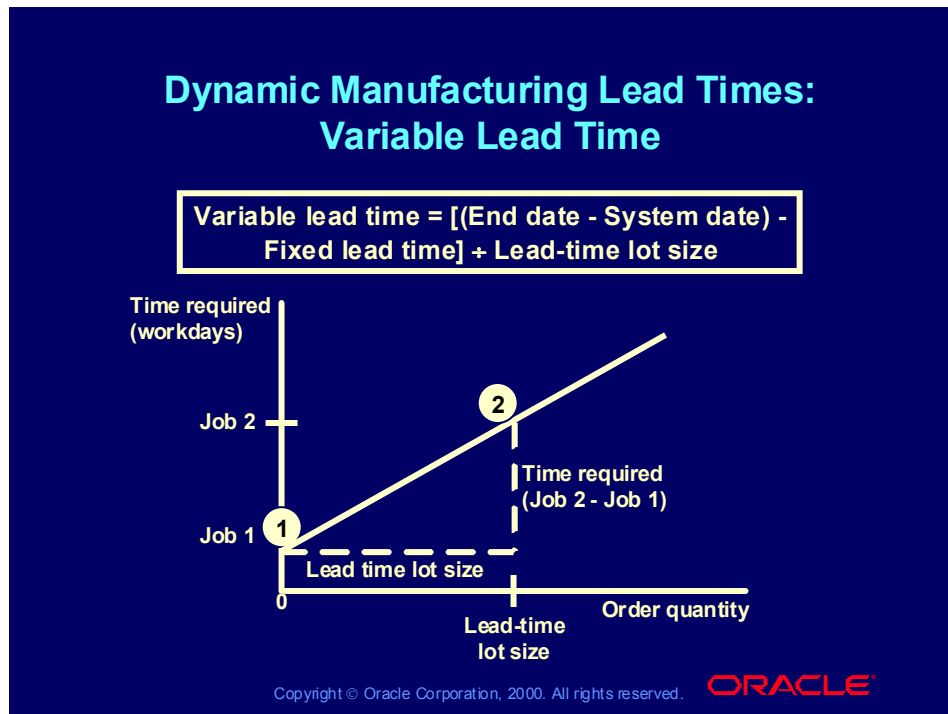 Dynamic Manufacturing Lead Times:
Variable Lead Time
Variable lead time = [(End date - System date) -
Fixed lead time] ÷ Lead-time lot size
Time required
(workdays)
Job 2
2
Time required
(Job 2 - Job 1)
Job 1
1
Lead time lot size
0
Order quantity
Lead-time
lot size
Copyright © Oracle Corporation, 2000. All rights reserved.
ORACLE®